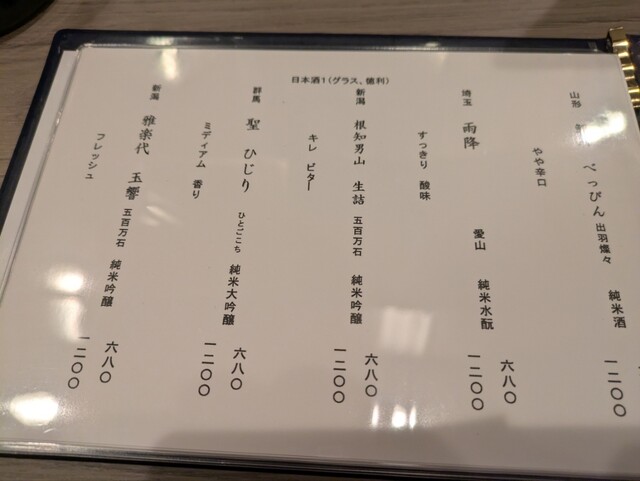 日本酒1(グラス、徳利)
山形 べっぴん 出羽燦々 純米酒
一二〇〇
やや辛口
埼玉 雨降 愛山 純米水酛
六八〇
一二〇〇
すっきり 酸味
新潟 根知男山 生詰 五百万石 純米吟醸
六八〇
一二〇〇
キレ ビター
群馬 聖 ひじり ひとごこち 純米大吟醸
六八〇
一二〇〇
ミディアム 香り
新潟 雅楽代 玉響 五百万石 純米吟醸
六八〇
一二〇〇
フレッシュ